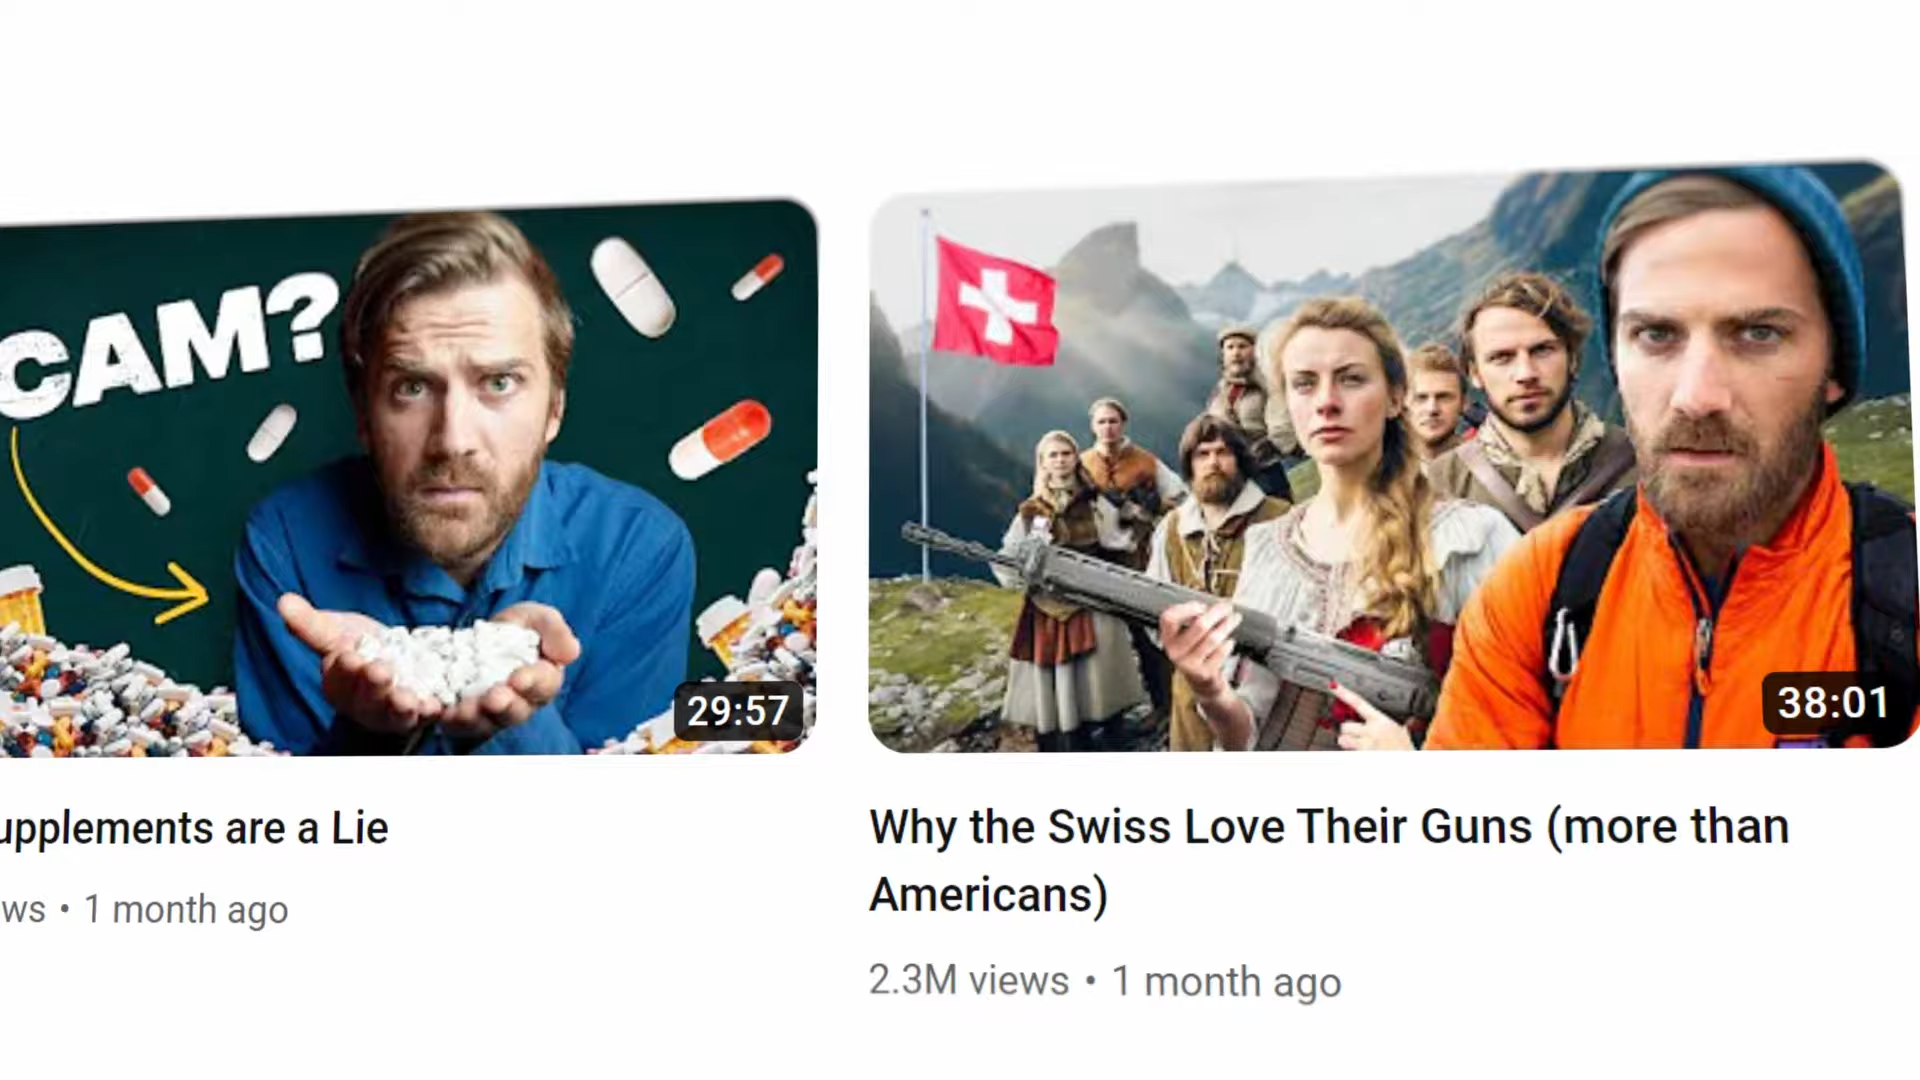 CAM?
29:57
38:01
upplements are a Lie
Why the Swiss Love Their Guns (more than
Americans)
ws • 1 month ago
2.3M views • 1 month ago